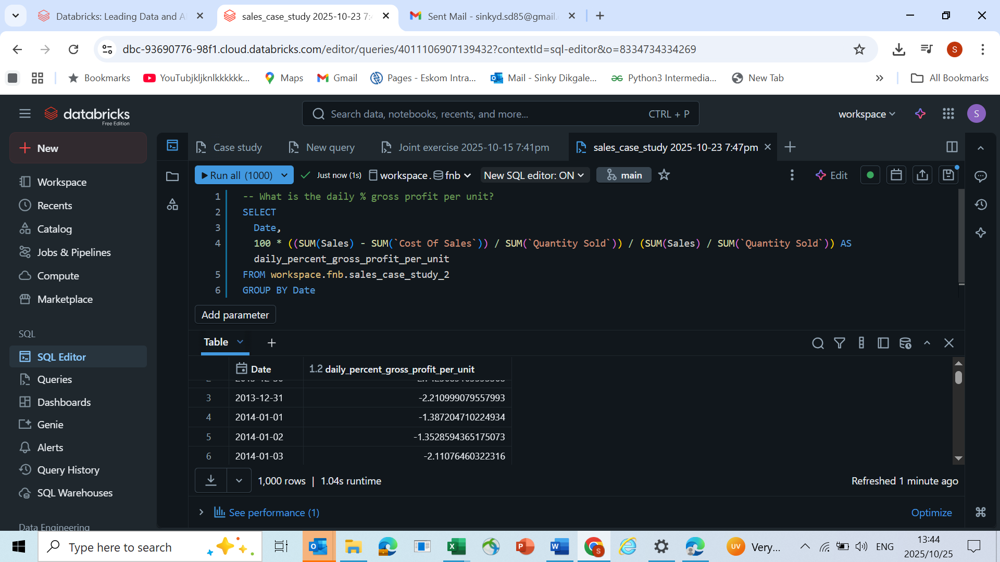 Databricks: Leading Data and A
sales_case_study 2025-10-23 7:4
Sent Mail - sinkyd.sd85@gmail.
dbc-93690776-98f1.cloud.databricks.com/editor/queries/4011106907139432?contextId=sql-editor&o=8334734334269
S
Bookmarks
YouTubjkljknlkkkkkk...
Maps
Gmail
Pages - Eskom Intra...
Mail - Sinky Dikgale...
Python3 Intermedia...
New Tab
All Bookmarks
databricks
Free Edition
Search data, notebooks, recents, and more...
CTRL + P
workspace
S
New
Workspace
Recents
Catalog
Jobs & Pipelines
Compute
Marketplace
SQL
SQL Editor
Queries
Dashboards
Genie
Alerts
Query History
SQL Warehouses
Data Engineering
Case study
New query
Joint exercise 2025-10-15 7:41pm
sales_case_study 2025-10-23 7:47pm
Run all (1000)
Just now (1s)
workspace.
fnb
New SQL editor: ON
main
Edit
1 -- What is the daily % gross profit per unit?
2 SELECT
3 Date,
4 100 * ((SUM(Sales) - SUM(`Cost Of Sales`)) / SUM(`Quantity Sold`)) / (SUM(Sales) / SUM(`Quantity Sold`)) AS
daily_percent_gross_profit_per_unit
5 FROM workspace.fnb.sales_case_study_2
6 GROUP BY Date
Add parameter
Table
Date
1.2 daily_percent_gross_profit_per_unit
3 2013-12-31 -2.210999079557993
4 2014-01-01 -1.387204710224934
5 2014-01-02 -1.3528594365175073
6 2014-01-03 -2.11076460322316
1,000 rows | 1.04s runtime
Refreshed 1 minute ago
See performance (1)
Optimize
Type here to search
UV
Very...
ENG
13:44
2025/10/25